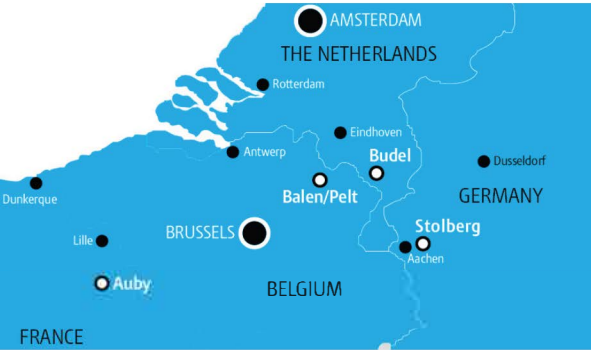 AMSTERDAM
THE NETHERLANDS
Rotterdam
Eindhoven
Antwerp
Budel
Dusseldorf
Dunkerque
Balen/Pelt
GERMANY
Stolberg
BRUSSELS
Lille
Aachen
Auby
BELGIUM
FRANCE